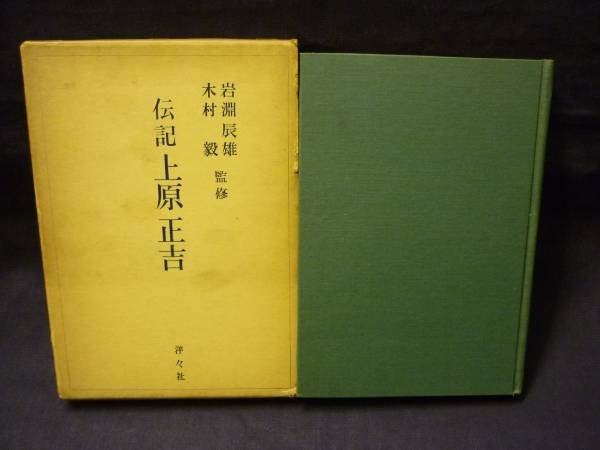 岩淵辰雄
木村毅 監修
伝記 上原正吉
洋々社